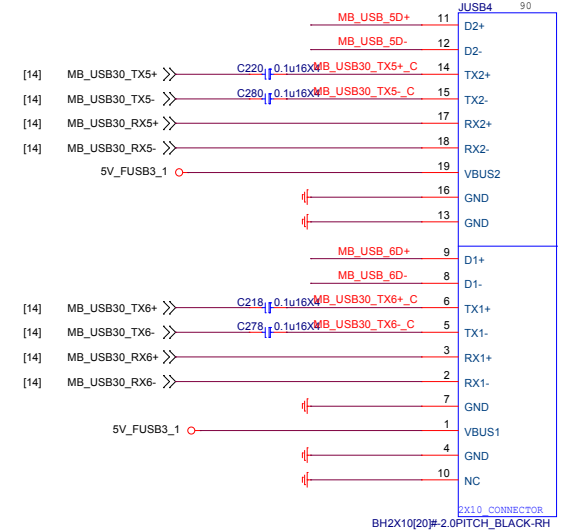 JUSB4 90
MB_USB_5D+ 11 D2+
MB_USB_5D- 12 D2-
[14] MB_USB30_TX5+ C220 0.1u16X4 MB_USB30_TX5+_C 14 TX2+
[14] MB_USB30_TX5- C280 0.1u16X4 MB_USB30_TX5-_C 15 TX2-
[14] MB_USB30_RX5+ 17 RX2+
[14] MB_USB30_RX5- 18 RX2-
5V_FUSB3_1 19 VBUS2
16 GND
13 GND
MB_USB_6D+ 9 D1+
MB_USB_6D- 8 D1-
[14] MB_USB30_TX6+ C218 0.1u16X4 MB_USB30_TX6+_C 6 TX1+
[14] MB_USB30_TX6- C278 0.1u16X4 MB_USB30_TX6-_C 5 TX1-
[14] MB_USB30_RX6+ 3 RX1+
[14] MB_USB30_RX6- 2 RX1-
7 GND
5V_FUSB3_1 1 VBUS1
4 GND
10 NC
2X10_CONNECTOR
BH2X10[20]#-2.0PITCH_BLACK-RH